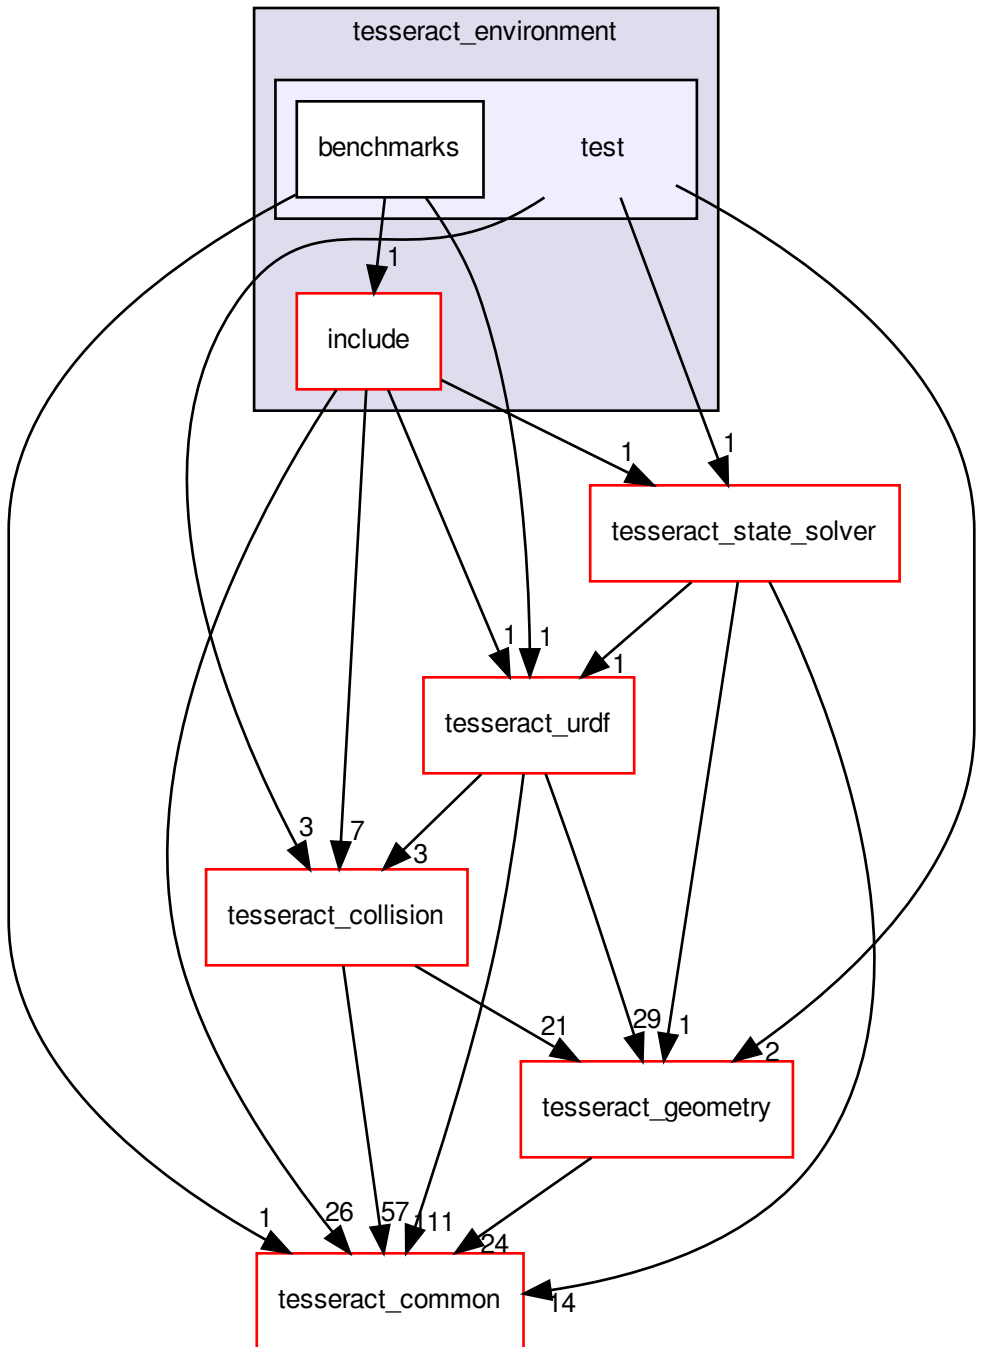 tesseract_environment
benchmarks
test
1
include
1
1
tesseract_state_solver
1
1
1
tesseract_urdf
3
7
3
tesseract_collision
21
29
1
2
tesseract_geometry
1
26
57
111
24
14
tesseract_common